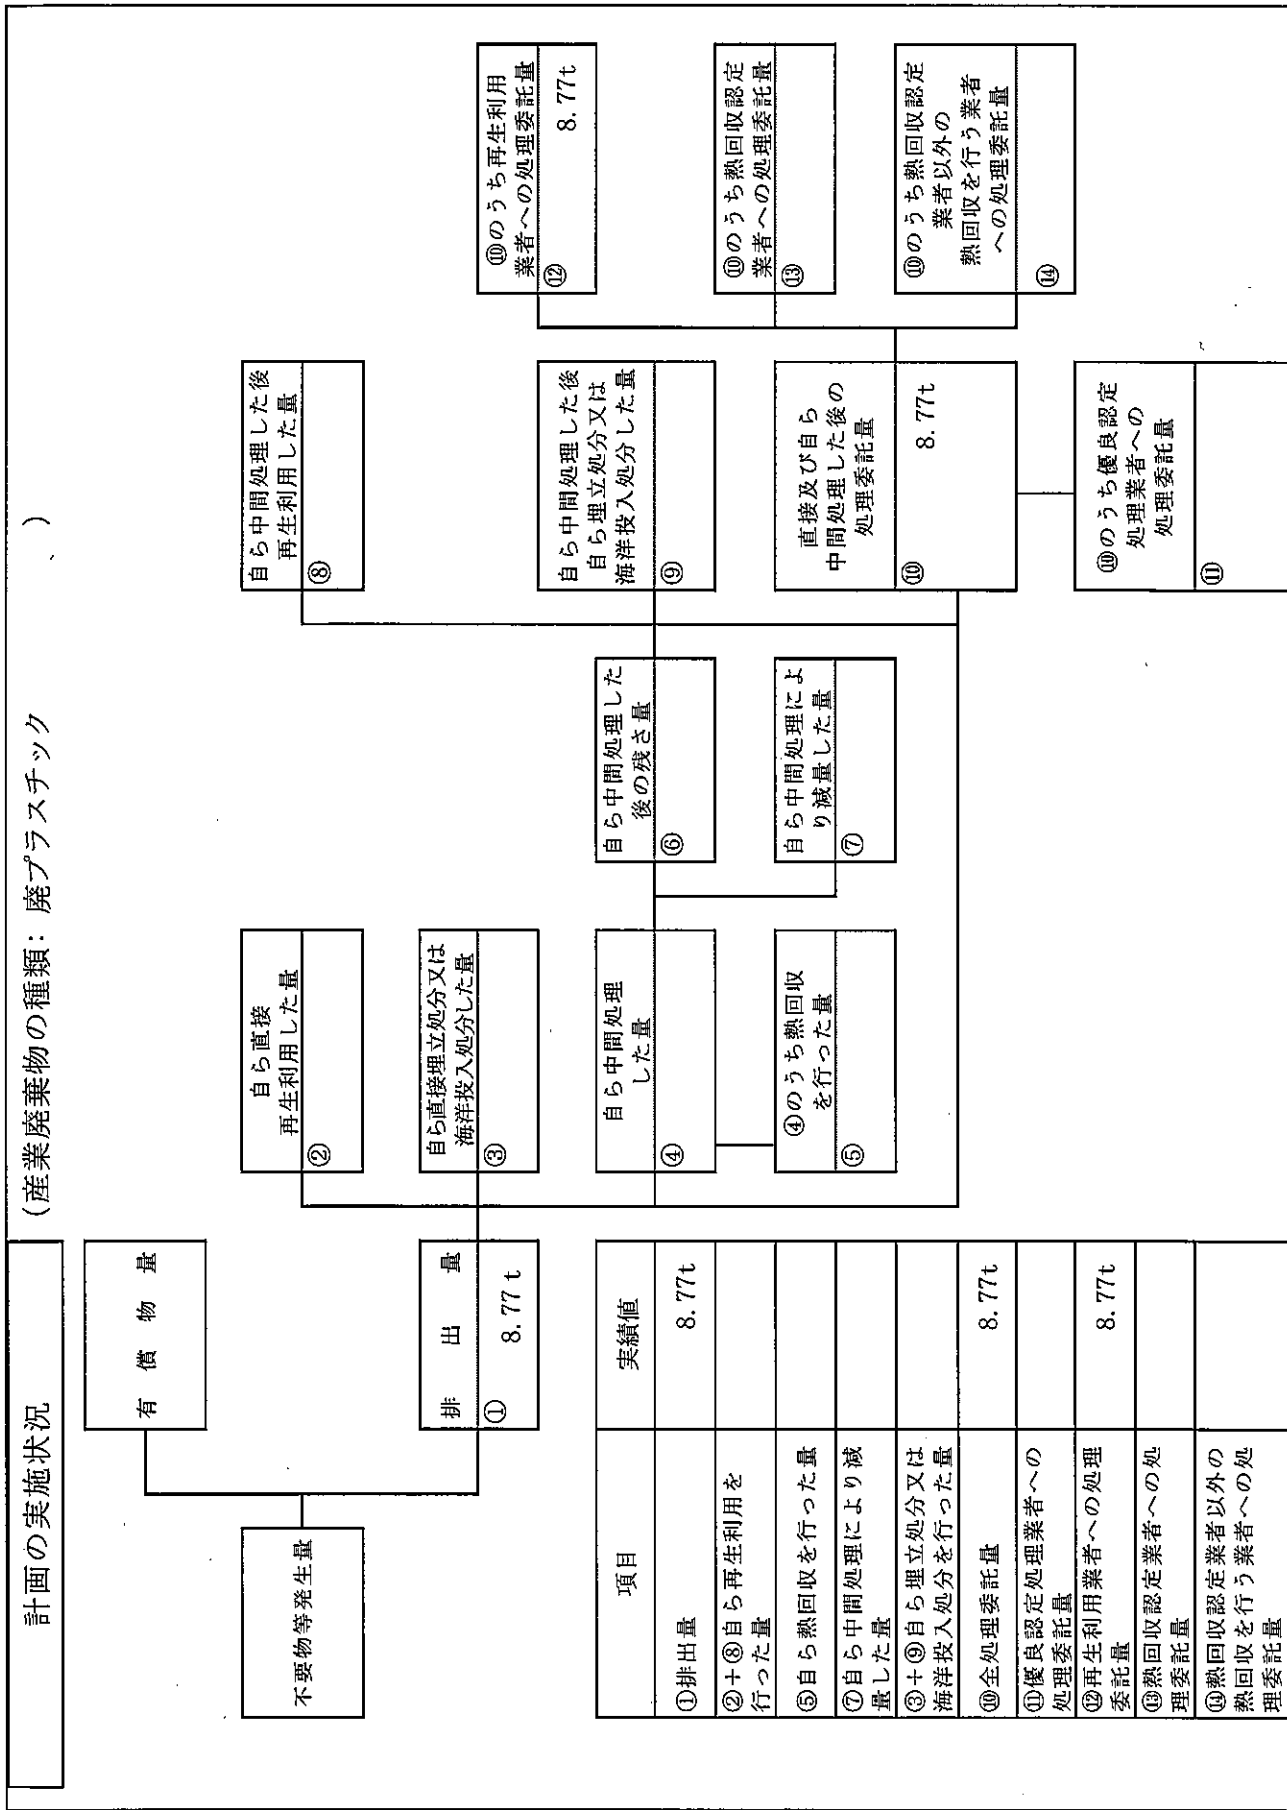 計画の実施状況
(産業廃棄物の種類: 廃プラスチック )
不要物等発生量
有償物量
排出量
① 8.77t
自ら直接
再生利用した量
②
自ら直接埋立処分又は
海洋投入処分した量
③
自ら中間処理
した量
④
④のうち熱回収
を行った量
⑤
自ら中間処理した
後の残さ量
⑥
自ら中間処理によ
り減量した量
⑦
自ら中間処理した後
再生利用した量
⑧
自ら中間処理した後
自ら埋立処分又は
海洋投入処分した量
⑨
直接及び自ら
中間処理した後の
処理委託量
⑩ 8.77t
⑩のうち優良認定
処理業者への
処理委託量
⑪
⑩のうち再生利用
業者への処理委託量
⑫ 8.77t
⑩のうち熱回収認定
業者への処理委託量
⑬
⑩のうち熱回収認定
業者以外の
熱回収を行う業者
への処理委託量
⑭
項目 実績値
①排出量 8.77t
②+⑧自ら再生利用を
行った量
⑤自ら熱回収を行った量
⑦自ら中間処理により減
量した量
③+⑨自ら埋立処分又は
海洋投入処分を行った量
⑩全処理委託量 8.77t
⑪優良認定処理業者への
処理委託量
⑫再生利用業者への処理
委託量 8.77t
⑬熱回収認定業者への処
理委託量
⑭熱回収認定業者以外の
熱回収を行う業者への処
理委託量